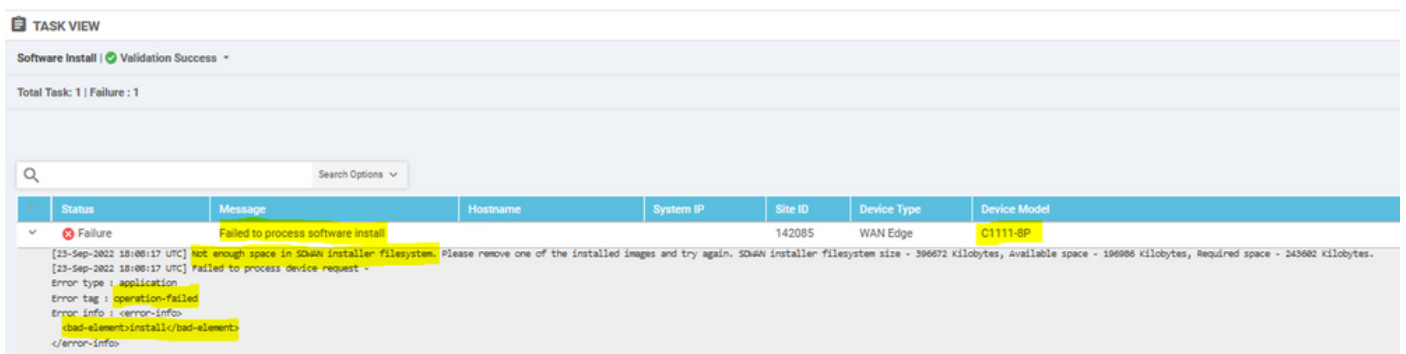 TASK VIEW
Software Install | Validation Success
Total Task: 1 | Failure : 1
Search Options
Status Message Hostname System IP Site ID Device Type Device Model
Failure Failed to process software install 142085 WAN Edge C1111-8P
[23-Sep-2022 18:08:17 UTC] Not enough space in SDWAN installer filesystem. Please remove one of the installed images and try again. SDWAN installer filesystem size - 396672 Kilobytes, Available space - 196986 Kilobytes, Required space - 243602 Kilobytes.
[23-Sep-2022 18:08:17 UTC] Failed to process device request -
Error type : application
Error tag : operation-failed
Error info : <error-info>
<bad-element>install</bad-element>
</error-info>